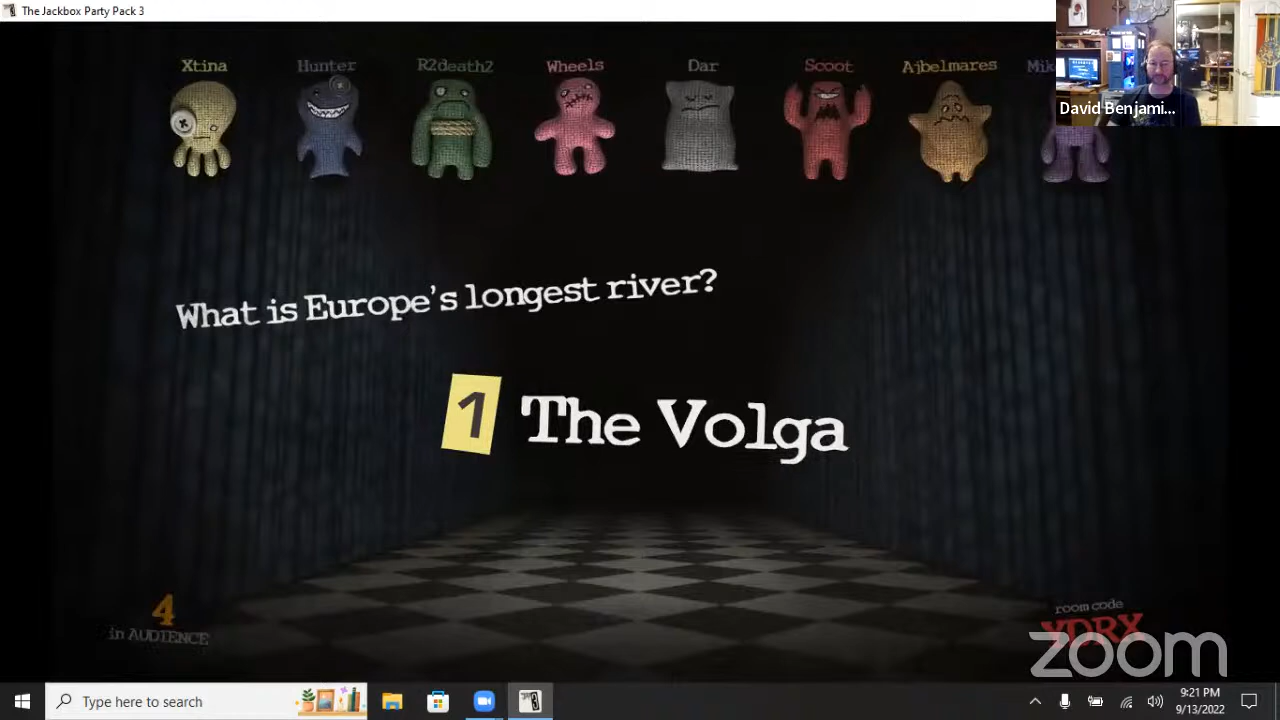 The Jackbox Party Pack 3
Xtina
Hunter
R2death2
Wheels
Dar
Scoot
Ajbelmares
David Benjami...
What is Europe's longest river?
1 The Volga
4
in AUDIENCE
room code
YDRX
zoom
Type here to search
9:21 PM
9/13/2022